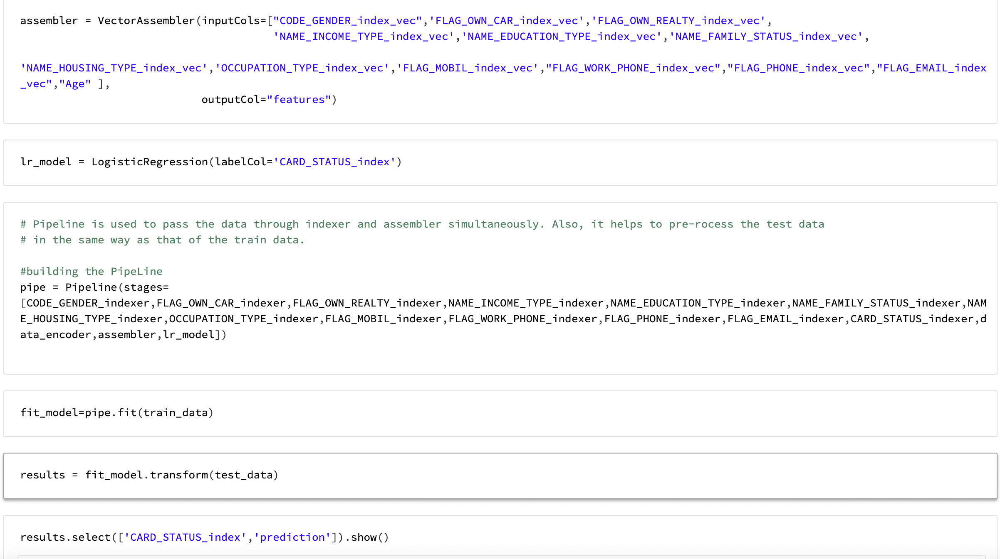 assembler = VectorAssembler(inputCols=["CODE_GENDER_index_vec",'FLAG_OWN_CAR_index_vec','FLAG_OWN_REALTY_index_vec',
'NAME_INCOME_TYPE_index_vec','NAME_EDUCATION_TYPE_index_vec','NAME_FAMILY_STATUS_index_vec',
'NAME_HOUSING_TYPE_index_vec','OCCUPATION_TYPE_index_vec','FLAG_MOBIL_index_vec',"FLAG_WORK_PHONE_index_vec","FLAG_PHONE_index_vec","FLAG_EMAIL_index
_vec","Age" ],
outputCol="features")
lr_model = LogisticRegression(labelCol='CARD_STATUS_index')
# Pipeline is used to pass the data through indexer and assembler simultaneously. Also, it helps to pre-rocess the test data
# in the same way as that of the train data.
#building the PipeLine
pipe = Pipeline(stages=
[CODE_GENDER_indexer,FLAG_OWN_CAR_indexer,FLAG_OWN_REALTY_indexer,NAME_INCOME_TYPE_indexer,NAME_EDUCATION_TYPE_indexer,NAME_FAMILY_STATUS_indexer,NAM
E_HOUSING_TYPE_indexer,OCCUPATION_TYPE_indexer,FLAG_MOBIL_indexer,FLAG_WORK_PHONE_indexer,FLAG_PHONE_indexer,FLAG_EMAIL_indexer,CARD_STATUS_indexer,d
ata_encoder,assembler,lr_model])
fit_model=pipe.fit(train_data)
results = fit_model.transform(test_data)
results.select(['CARD_STATUS_index','prediction']).show()